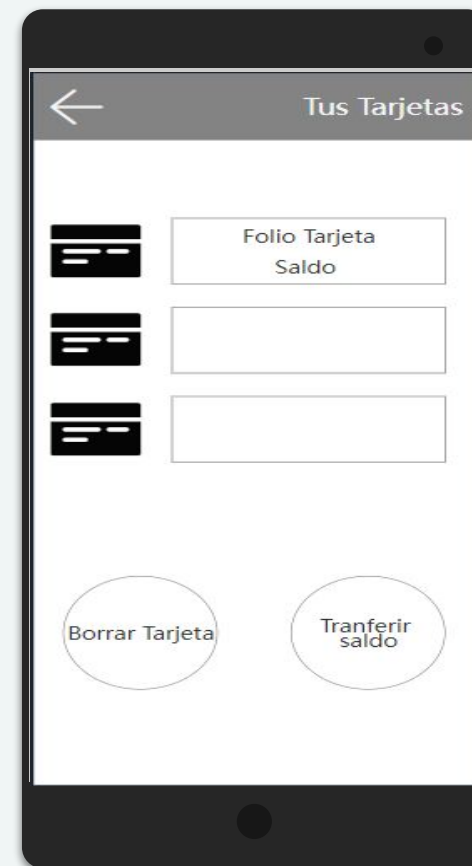 Tus Tarjetas
Folio Tarjeta
Saldo
Borrar Tarjeta
Tranferir
saldo